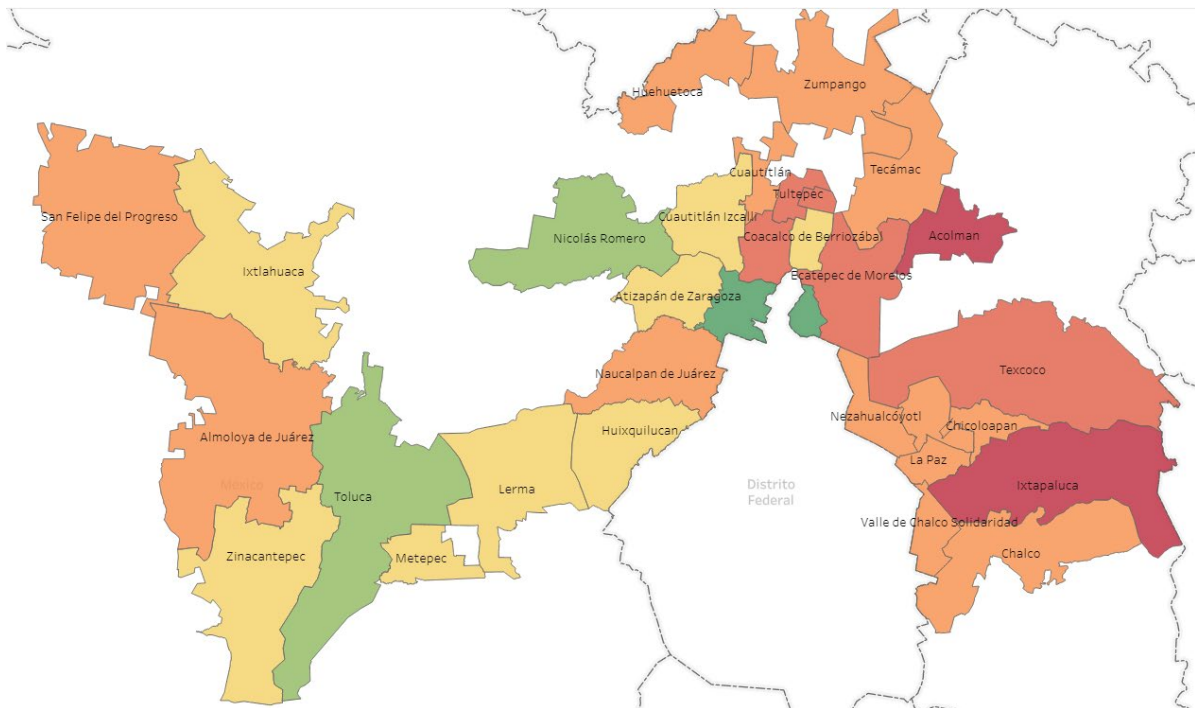 Huehuetoca
Zumpango
Cuautitlán
Tecámac
Tultepec
San Felipe del Progreso
Cuautitlán Izcalli
Nicolás Romero
Coacalco de Berriozábal
Acolman
Ixtlahuaca
Ecatepec de Morelos
Atizapán de Zaragoza
Naucalpan de Juárez
Texcoco
Nezahualcóyotl
Chicoloapan
Almoloya de Juárez
Huixquilucan
La Paz
Mexico
Toluca
Lerma
Distrito
Federal
Ixtapaluca
Valle de Chalco Solidaridad
Zinacantepec
Metepec
Chalco